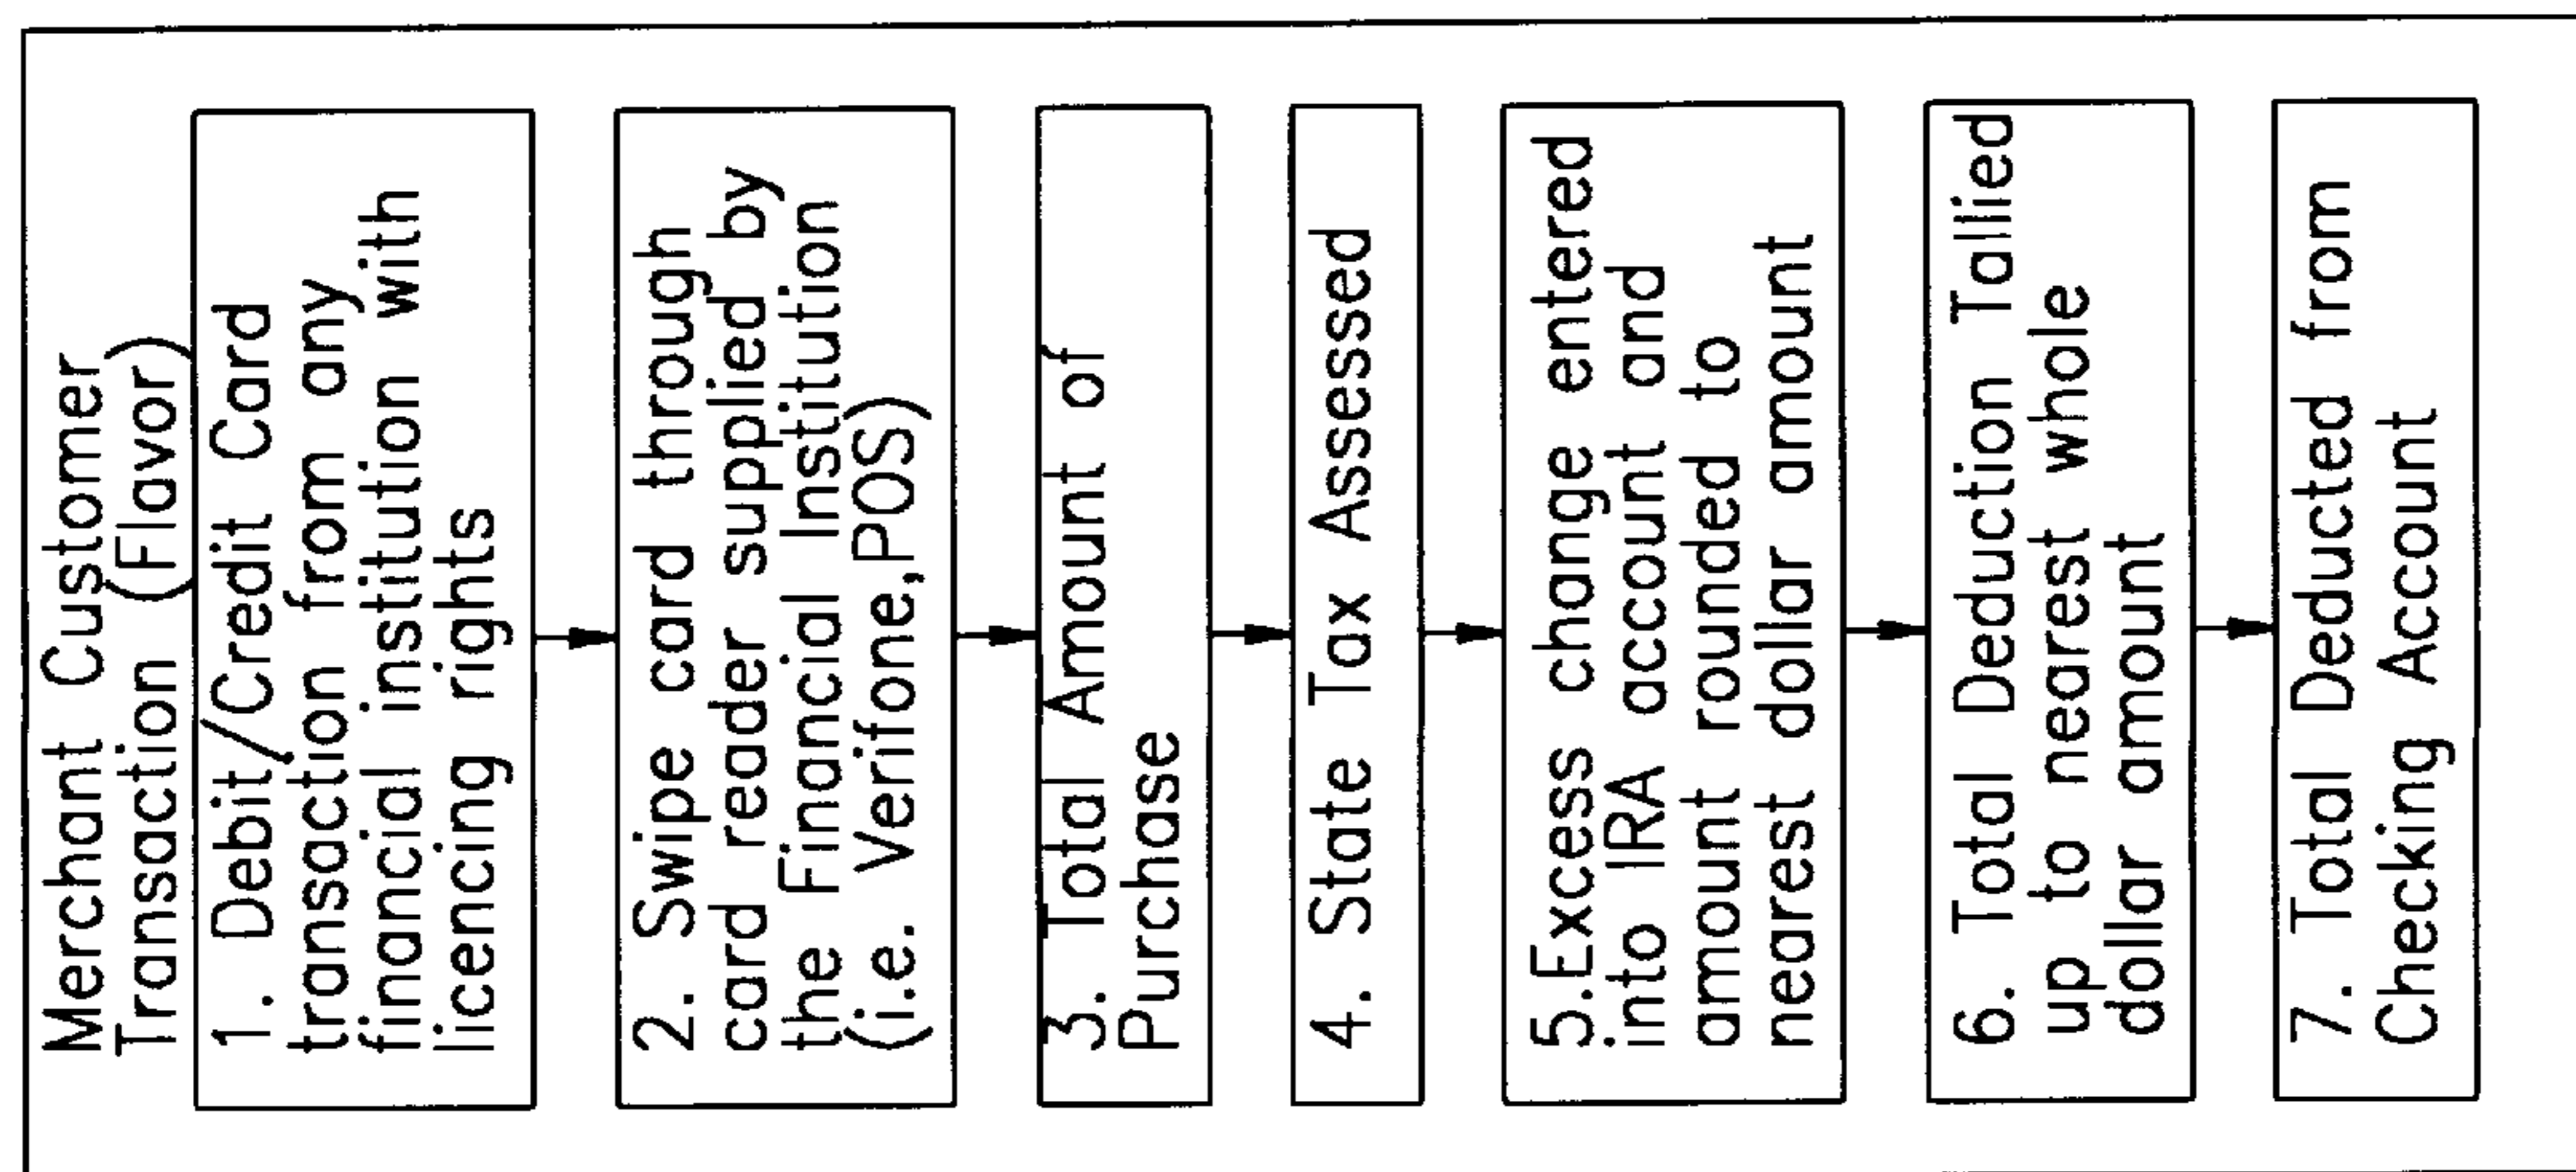 Merchant Customer
Transaction (Flavor)
1. Debit/Credit Card
transaction from any
financial institution with
licencing rights
2. Swipe card through
card reader supplied by
the Financial Institution
(i.e. Verifone,POS)
3. Total Amount of
Purchase
4. State Tax Assessed
5.Excess change entered
into IRA account and
amount rounded to
nearest dollar amount
6. Total Deduction Tallied
up to nearest whole
dollar amount
7. Total Deducted from
Checking Account